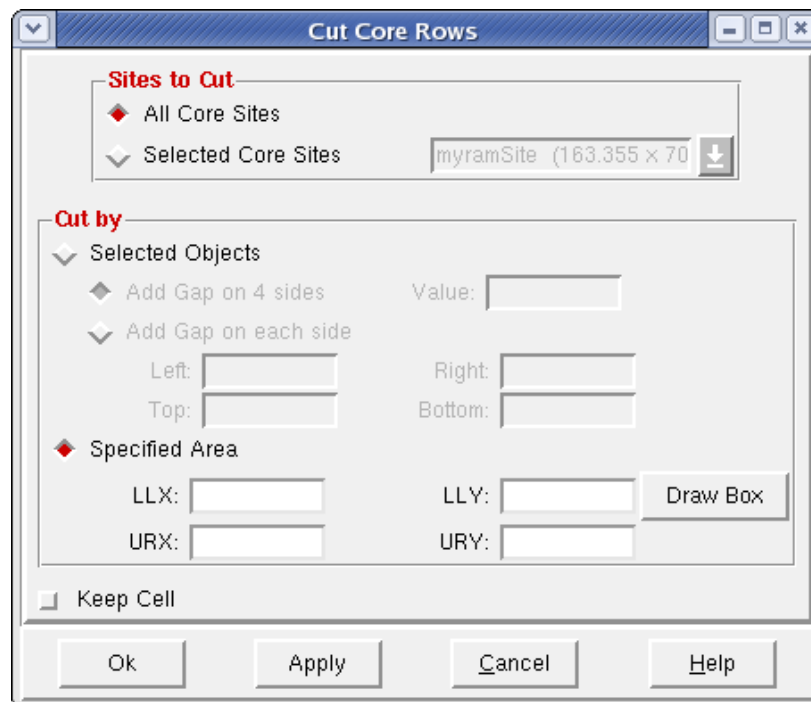 Cut Core Rows
Sites to Cut
All Core Sites
Selected Core Sites myramSite (163.355 × 70
Cut by
Selected Objects
Add Gap on 4 sides Value:
Add Gap on each side
Left: Right:
Top: Bottom:
Specified Area
LLX: LLY: Draw Box
URX: URY:
Keep Cell
Ok Apply Cancel Help